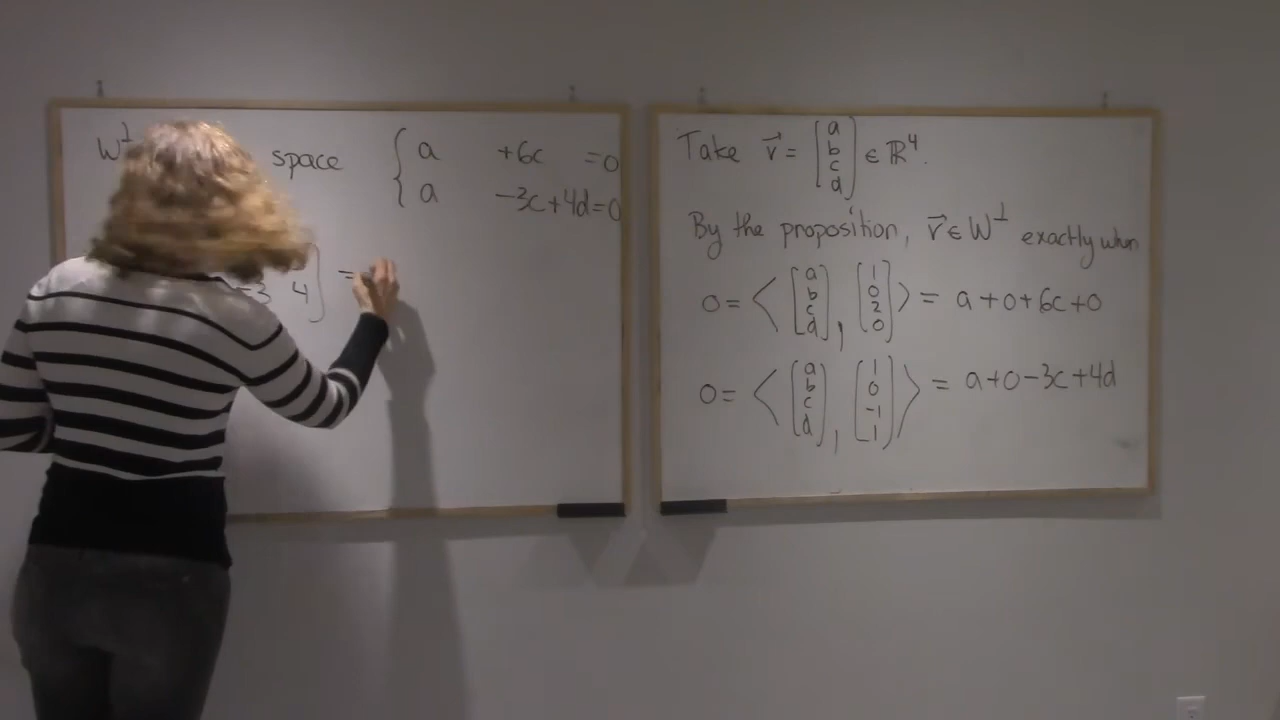 W⊥ space { a +6c =0
a -3c+4d=0
-3 4 ] =
Take v⃗ = [a b c d] ∈ ℝ⁴.
By the proposition, v⃗ ∈ W⊥ exactly when
0 = ⟨ [a b c d] , [1 0 2 0] ⟩ = a+0+6c+0
0 = ⟨ [a b c d] , [1 0 -1 1] ⟩ = a+0-3c+4d